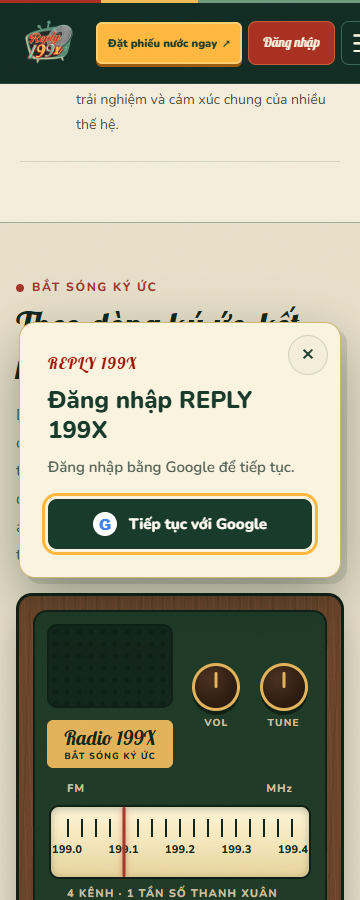 Reply
199X
Đặt phiếu nước ngay ↗
Đăng nhập
trải nghiệm và cảm xúc chung của nhiều
thế hệ.
BẮT SÓNG KÝ ỨC
REPLY 199X
×
Đăng nhập REPLY
199X
Đăng nhập bằng Google để tiếp tục.
G Tiếp tục với Google
VOL
TUNE
Radio 199X
BẮT SÓNG KÝ ỨC
FM
MHz
199.0 199.1 199.2 199.3 199.4
4 KÊNH · 1 TẦN SỐ THANH XUÂN